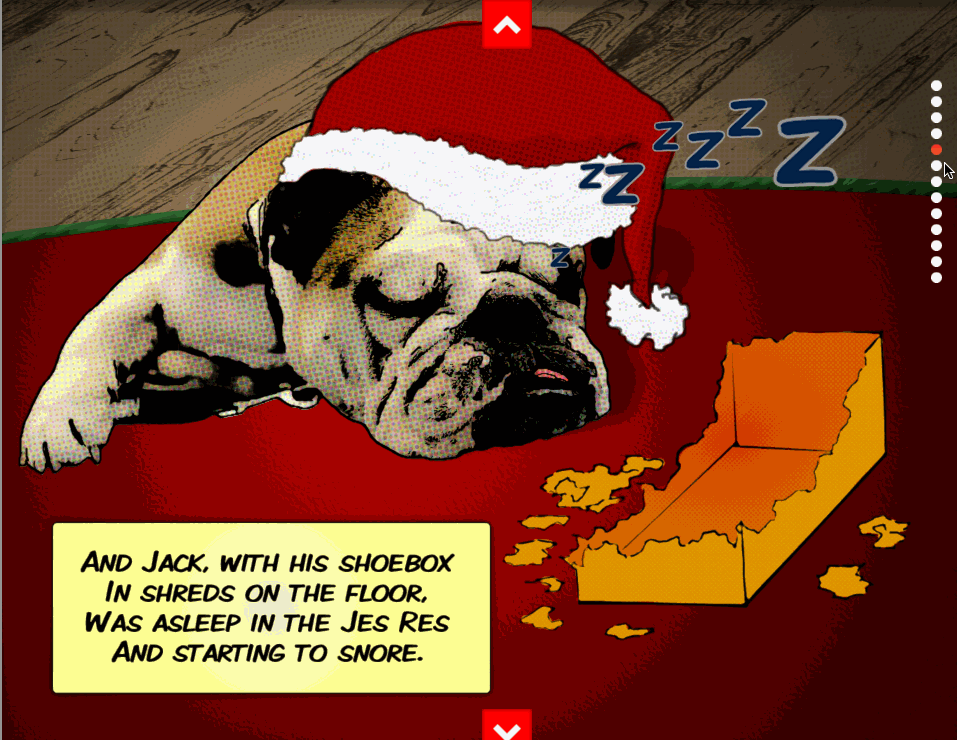 Z
Z
Z
Z
Z
Z
Z
Z
AND JACK, WITH HIS SHOEBOX
IN SHREDS ON THE FLOOR,
WAS ASLEEP IN THE JES RES
AND STARTING TO SNORE.